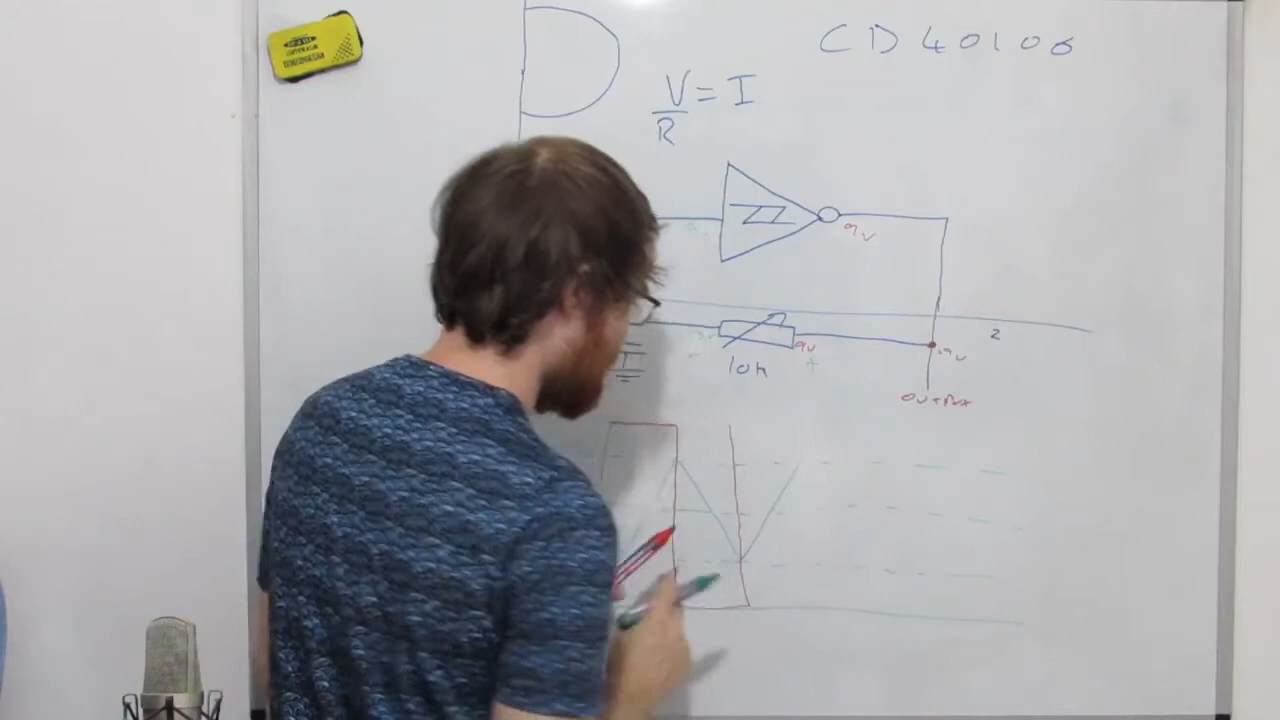 CD40106
V = I
R
9V
2
9V
9V
10K
+
OUTPUT